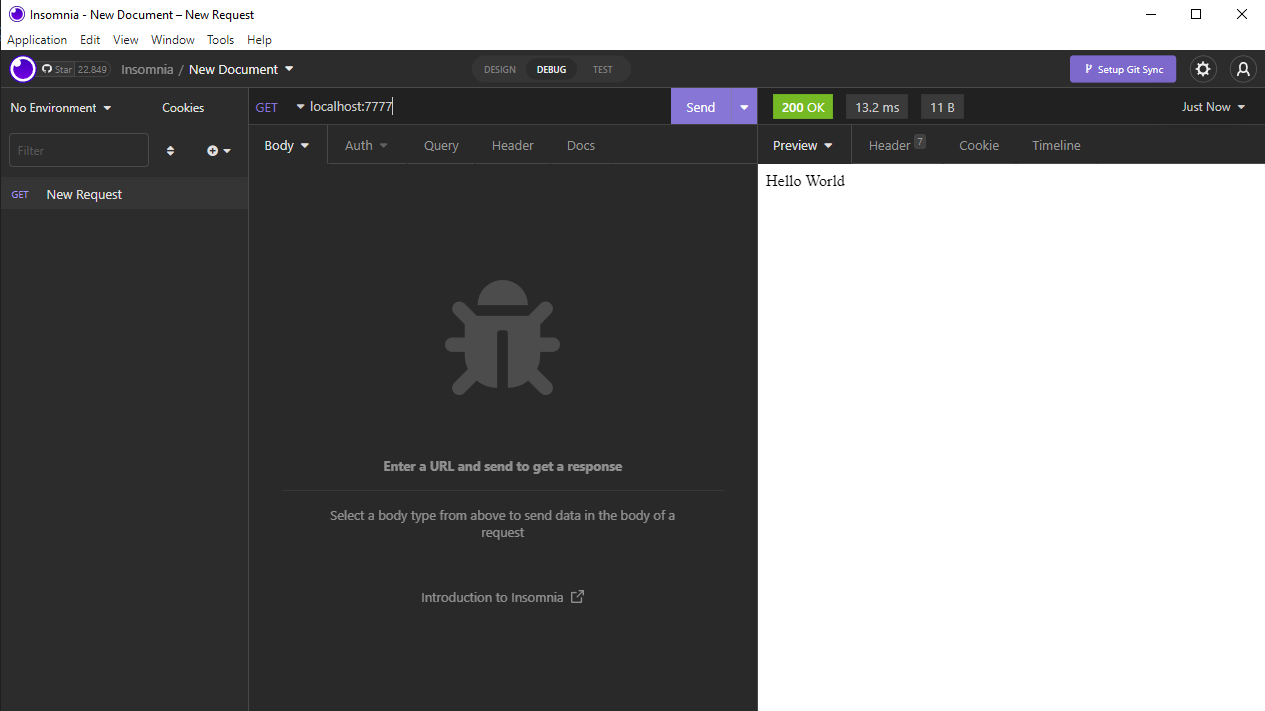 Insomnia - New Document – New Request
Application Edit View Window Tools Help
Star 22,849 Insomnia / New Document DESIGN DEBUG TEST Setup Git Sync
No Environment Cookies GET localhost:7777 Send 200 OK 13.2 ms 11 B Just Now
Filter Body Auth Query Header Docs Preview Header 7 Cookie Timeline
GET New Request
Hello World
Enter a URL and send to get a response
Select a body type from above to send data in the body of a
request
Introduction to Insomnia